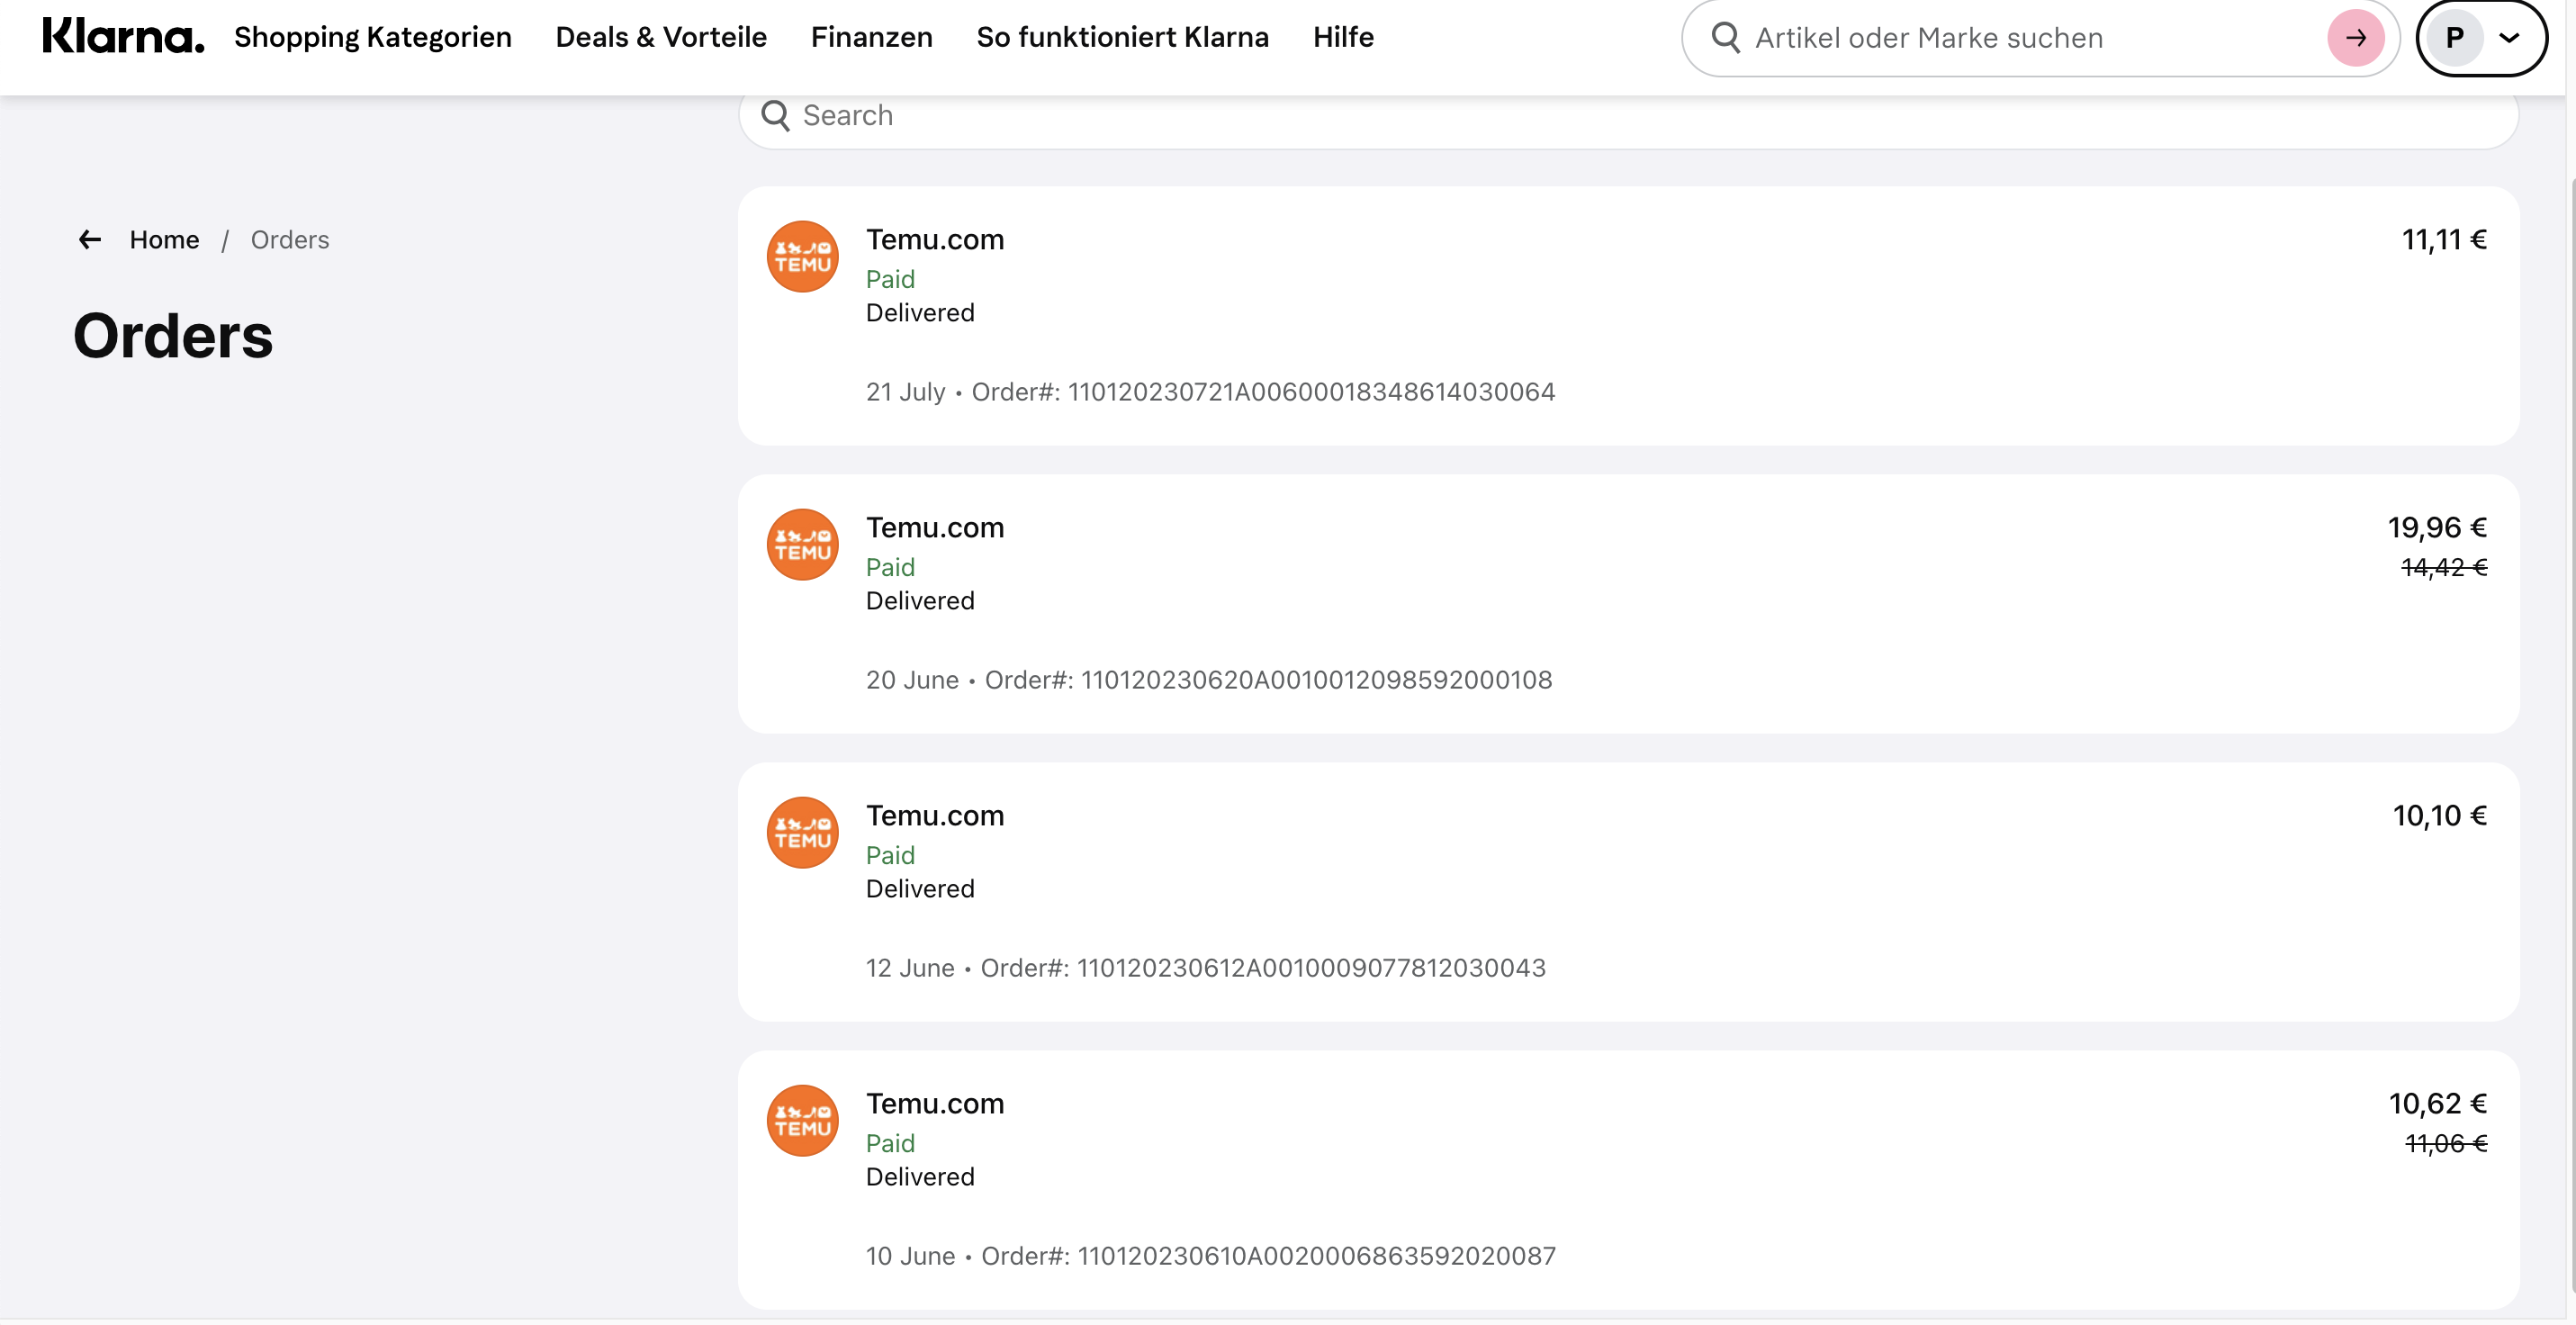 Klarna. Shopping Kategorien Deals & Vorteile Finanzen So funktioniert Klarna Hilfe Artikel oder Marke suchen P
Search
Home / Orders
Orders
TEMU
Temu.com 11,11 €
Paid
Delivered
21 July • Order#: 110120230721A00600018348614030064
TEMU
Temu.com 19,96 €
Paid 14,42 €
Delivered
20 June • Order#: 110120230620A0010012098592000108
TEMU
Temu.com 10,10 €
Paid
Delivered
12 June • Order#: 110120230612A0010009077812030043
TEMU
Temu.com 10,62 €
Paid 11,06 €
Delivered
10 June • Order#: 110120230610A0020006863592020087